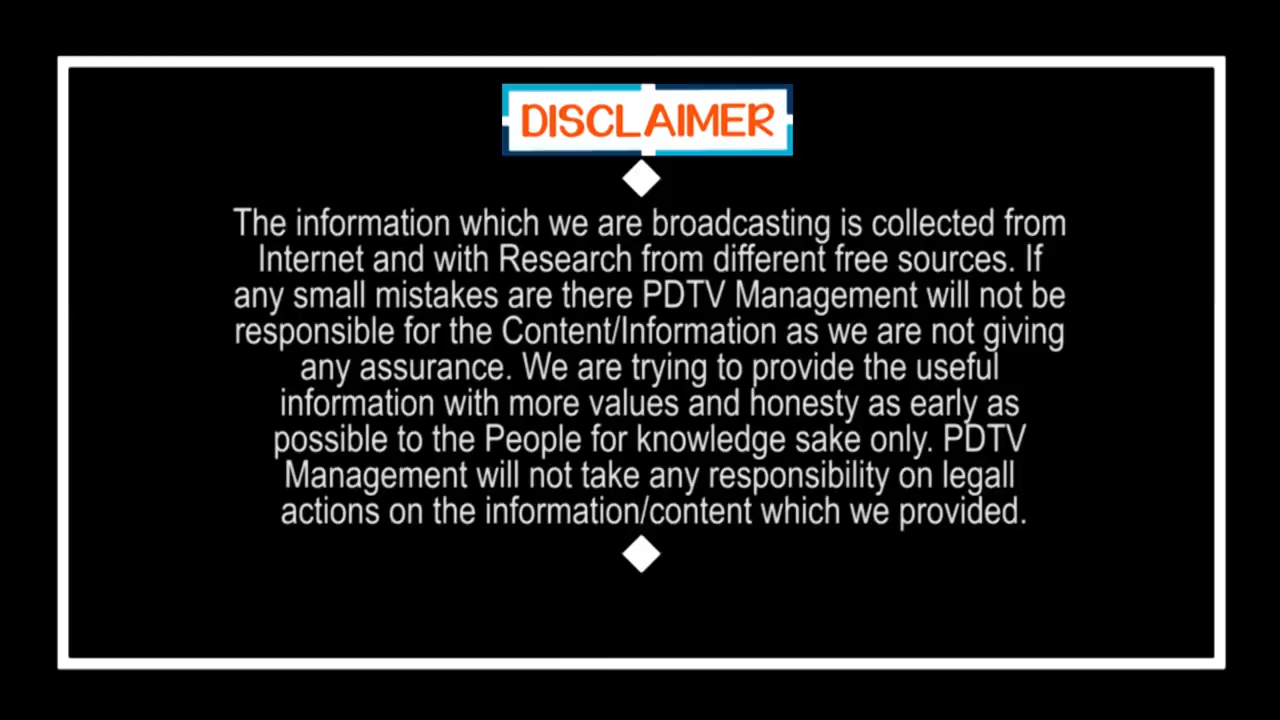 DISCLAIMER
The information which we are broadcasting is collected from
Internet and with Research from different free sources. If
any small mistakes are there PDTV Management will not be
responsible for the Content/Information as we are not giving
any assurance. We are trying to provide the useful
information with more values and honesty as early as
possible to the People for knowledge sake only. PDTV
Management will not take any responsibility on legall
actions on the information/content which we provided.